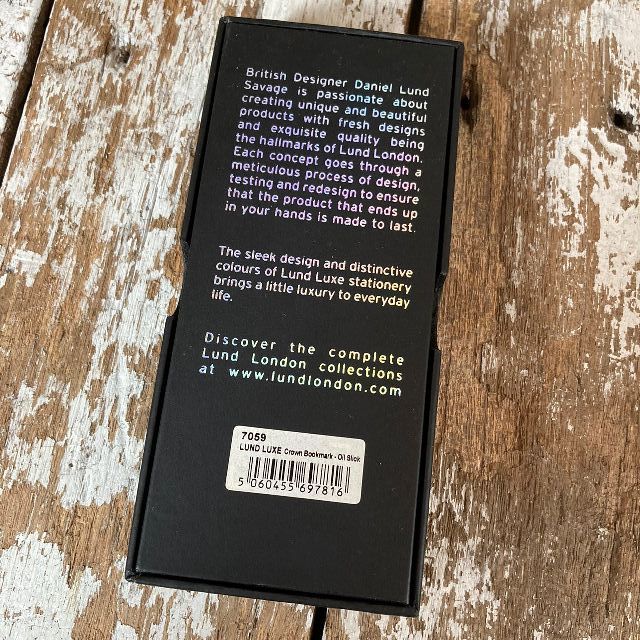 British Designer Daniel Lund
Savage is passionate about
creating unique and beautiful
products with fresh designs
and exquisite quality being
the hallmarks of Lund London.
Each concept goes through a
meticulous process of design,
testing and redesign to ensure
that the product that ends up
in your hands is made to last.
The sleek design and distinctive
colours of Lund Luxe stationery
brings a little luxury to everyday
life.
Discover the complete
Lund London collections
at www.lundlondon.com
7059
LUND LUXE Crown Bookmark - Oil Slick
5 060455 697816